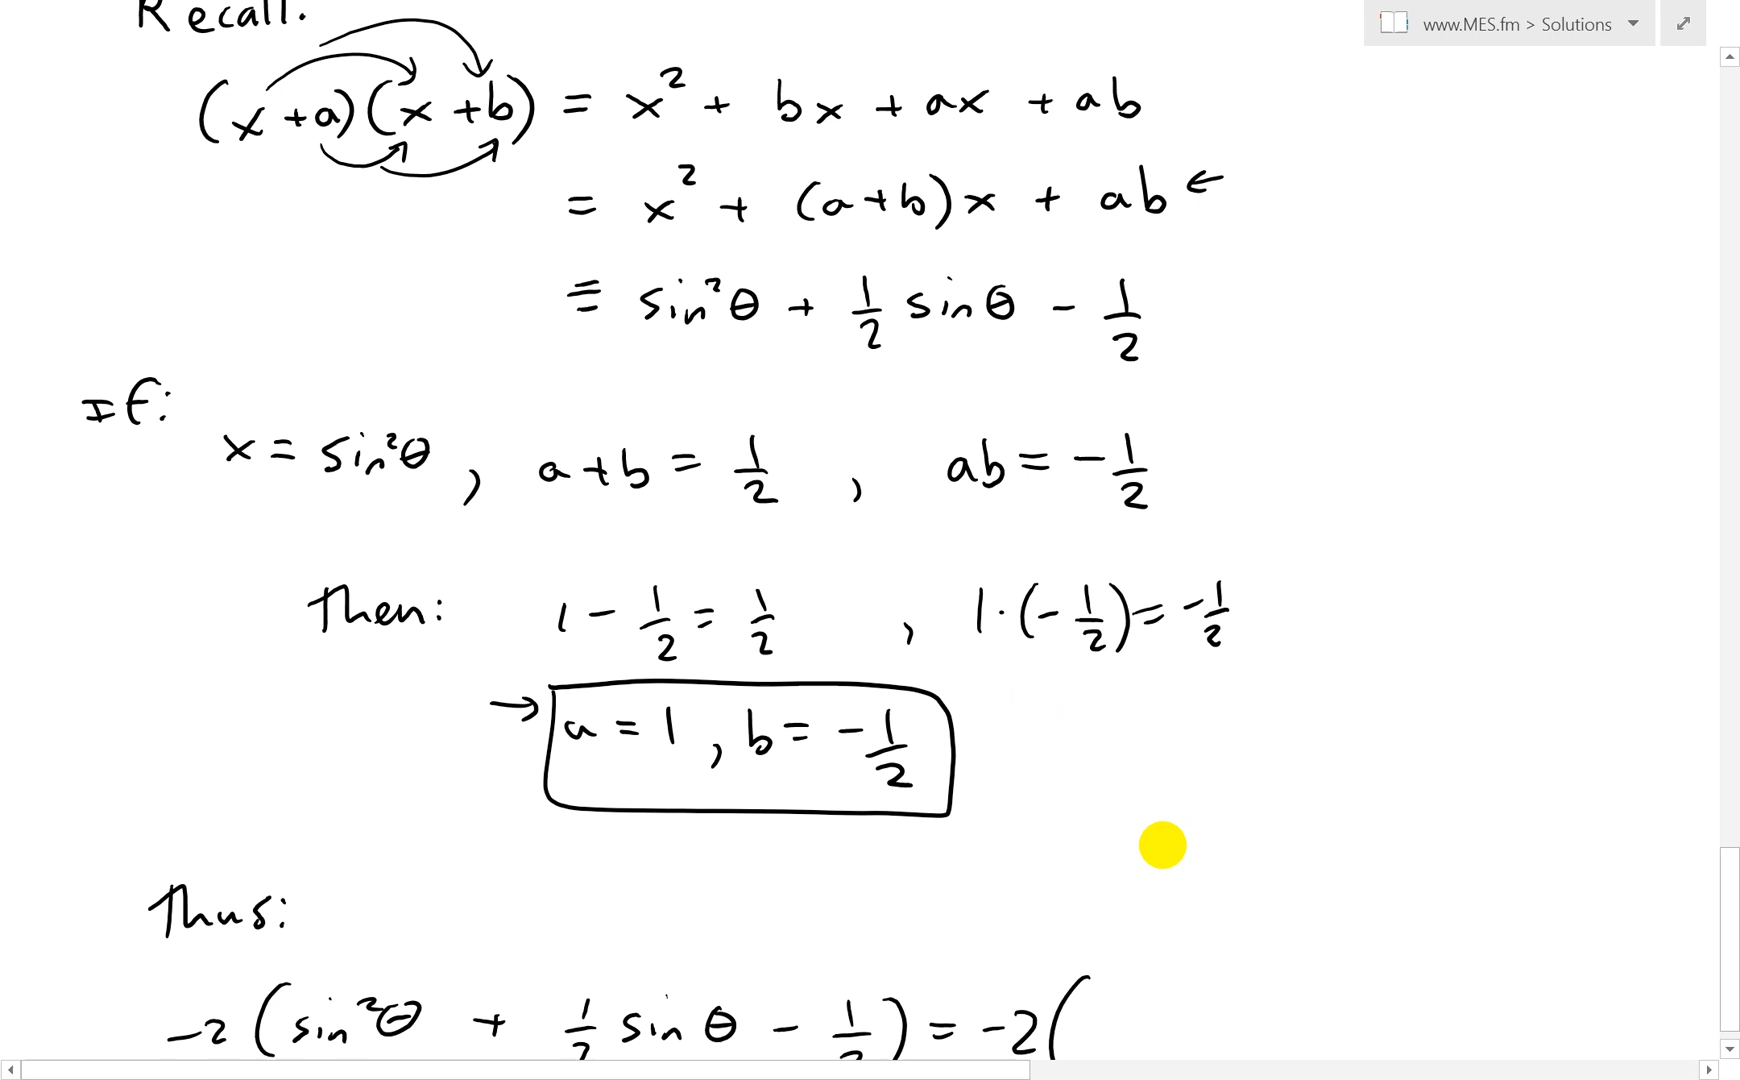 Recall:
www.MES.fm > Solutions
(x + a)(x + b) = x² + bx + ax + ab
= x² + (a + b)x + ab ←
≡ sin²θ + 1/2 sinθ - 1/2
If:
x = sin²θ, a + b = 1/2, ab = -1/2
Then: 1 - 1/2 = 1/2, 1·(-1/2) = -1/2
→ a = 1, b = -1/2
Thus:
-2(sin²θ + 1/2 sinθ - 1/2) = -2(